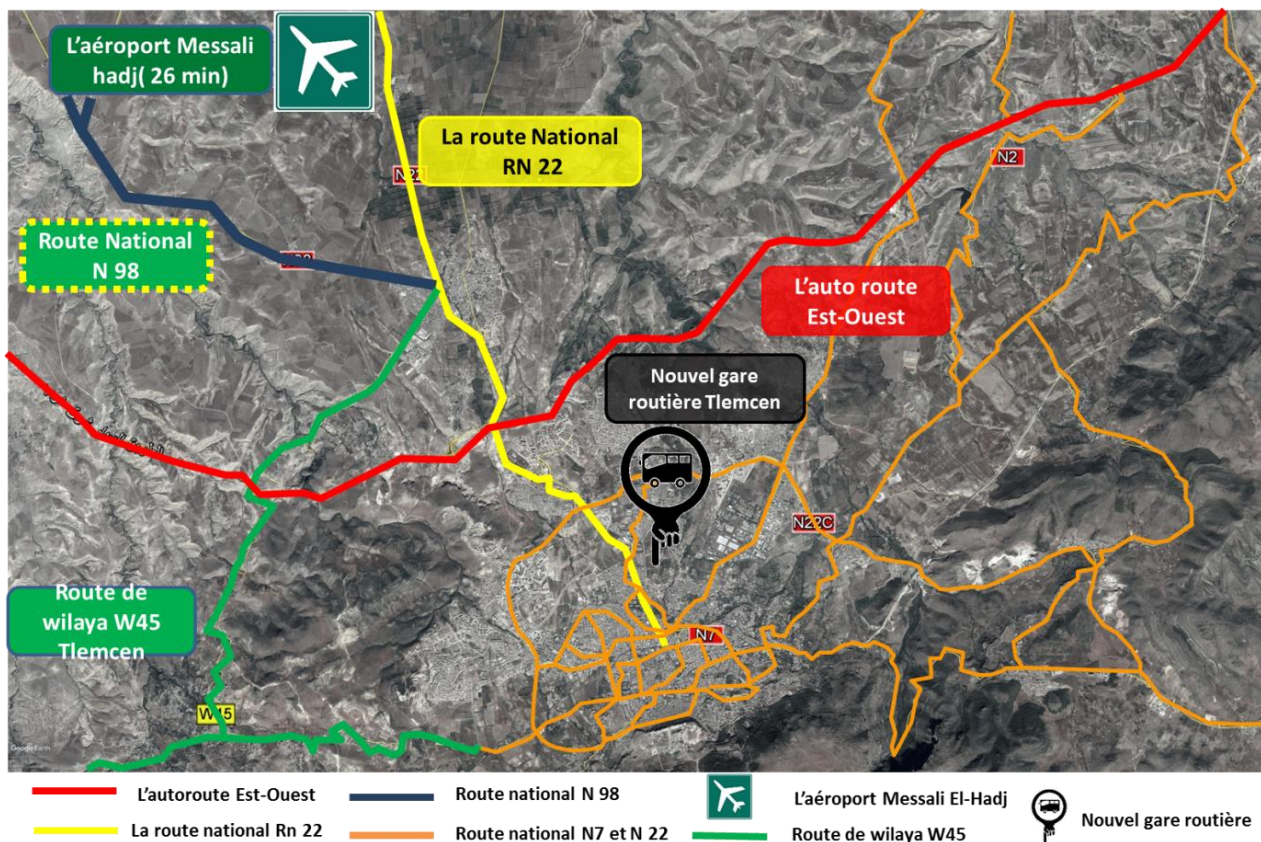 L'aéroport Messali
hadj( 26 min)
La route National
RN 22
N22
N2
Route National
N 98
L'auto route
Est-Ouest
Nouvel gare
routière Tlemcen
N22C
Route de
wilaya W45
Tlemcen
N7
W45
Google Earth
L'autoroute Est-Ouest
Route national N 98
L'aéroport Messali El-Hadj
Nouvel gare routière
La route national Rn 22
Route national N7 et N 22
Route de wilaya W45